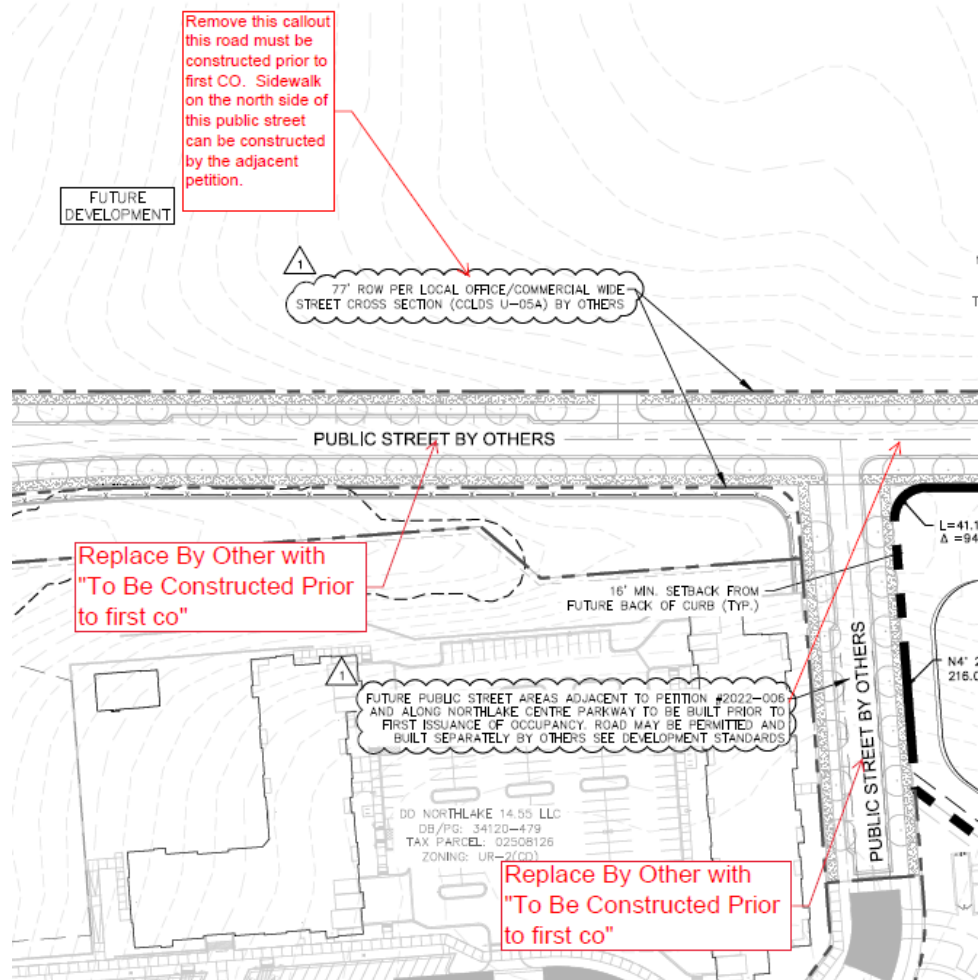 Remove this callout
this road must be
constructed prior to
first CO. Sidewalk
on the north side of
this public street
can be constructed
by the adjacent
petition.
FUTURE
DEVELOPMENT
1
77' ROW PER LOCAL OFFICE/COMMERCIAL WIDE
STREET CROSS SECTION (CCLDS U-05A) BY OTHERS
T
PUBLIC STREET BY OTHERS
L=41.1
Δ =94
Replace By Other with
"To Be Constructed Prior
to first co"
16' MIN. SETBACK FROM
FUTURE BACK OF CURB (TYP.)
PUBLIC STREET BY OTHERS
N4° 2
216.0
1
FUTURE PUBLIC STREET AREAS ADJACENT TO PETITION #2022-006
AND ALONG NORTHLAKE CENTRE PARKWAY TO BE BUILT PRIOR TO
FIRST ISSUANCE OF OCCUPANCY. ROAD MAY BE PERMITTED AND
BUILT SEPARATELY BY OTHERS SEE DEVELOPMENT STANDARDS
DD NORTHLAKE 14.55 LLC
DB/PG: 34120-479
TAX PARCEL: 02508126
ZONING: UR-2(CD)
Replace By Other with
"To Be Constructed Prior
to first co"